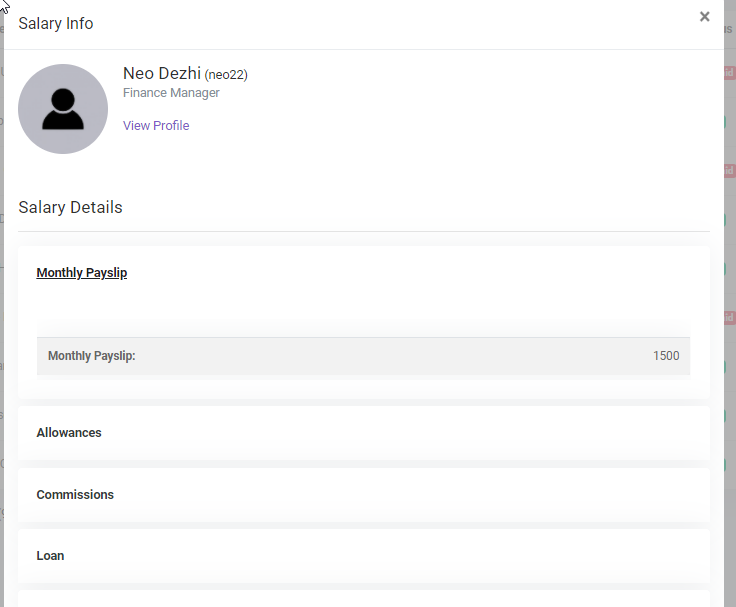 Salary Info
×
Neo Dezhi (neo22)
Finance Manager
View Profile
Salary Details
Monthly Payslip
Monthly Payslip: 1500
Allowances
Commissions
Loan